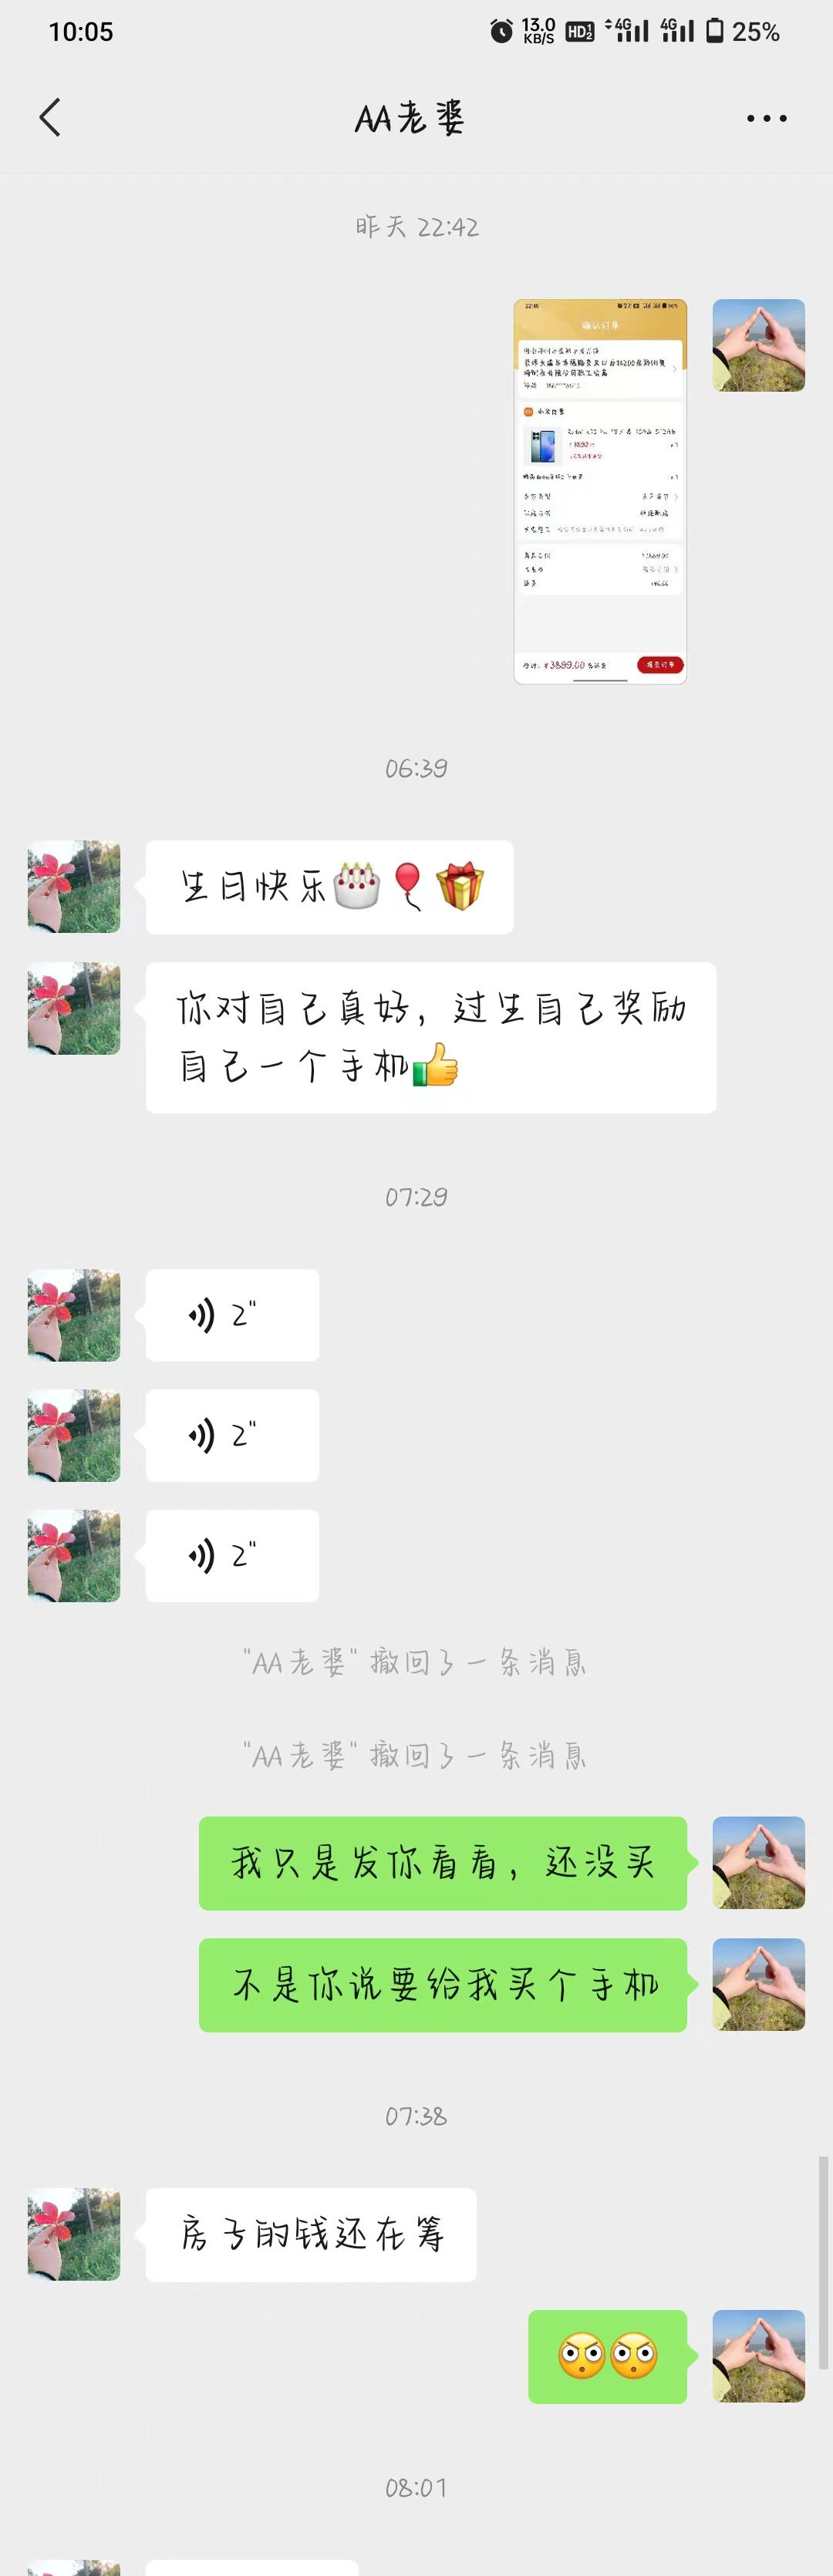 10:05
13.0
KB/S
HD
4G
4G
25%
AA老婆
昨天 22:42
确认订单
小米优惠
¥3899.00
提交订单
06:39
生日快乐
你对自己真好，过生自己奖励
自己一个手机
07:29
2"
2"
2"
"AA老婆" 撤回了一条消息
"AA老婆" 撤回了一条消息
我只是发你看看，还没买
不是你说要给我买个手机
07:38
房子的钱还在筹
08:01